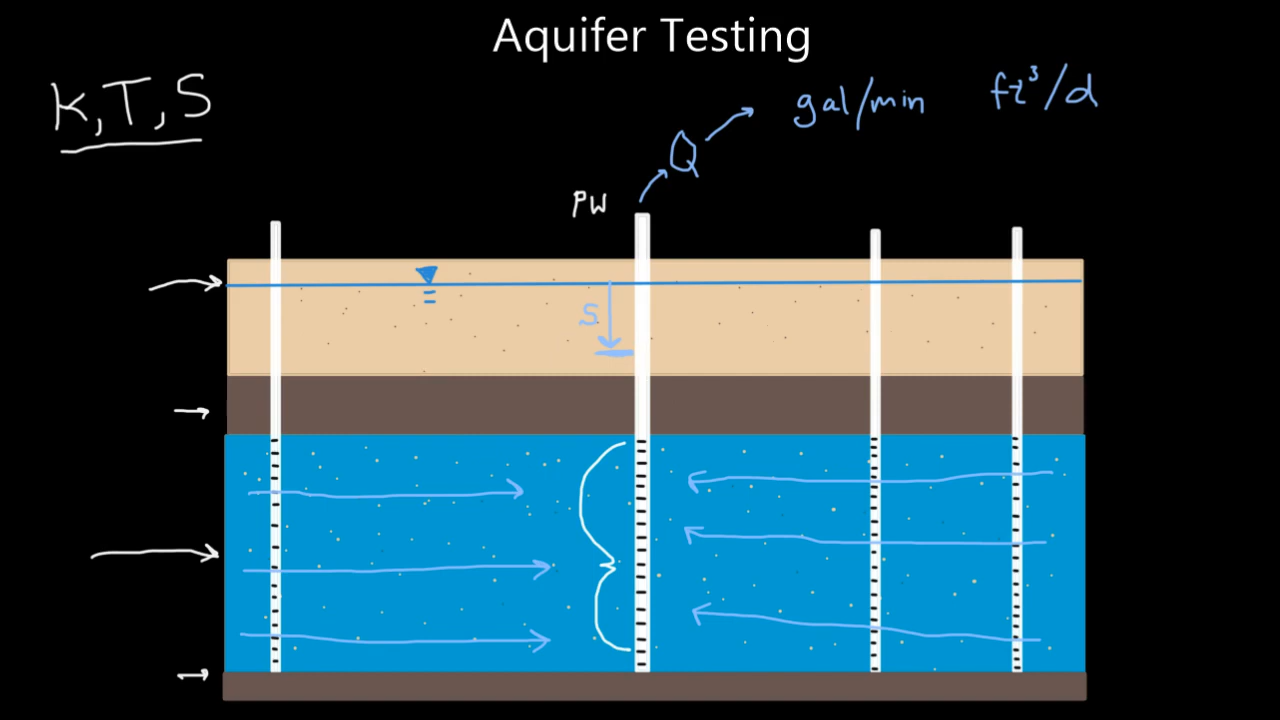 Aquifer Testing
K, T, S
Q
gal/min
ft³/d
PW
S